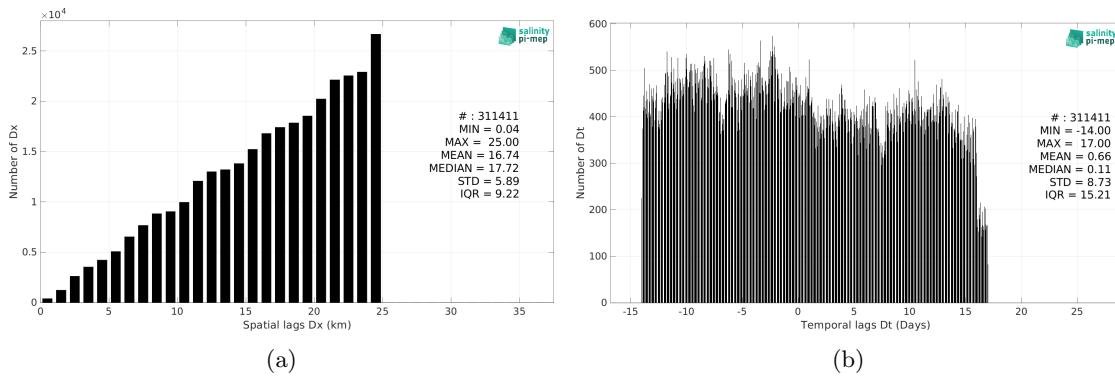 ×10⁴
2.5
2
1.5
1
0.5
0
Number of Dx
0 5 10 15 20 25 30 35
Spatial lags Dx (km)
salinity
pi-mep
# : 311411
MIN = 0.04
MAX = 25.00
MEAN = 16.74
MEDIAN = 17.72
STD = 5.89
IQR = 9.22
(a)
600
500
400
300
200
100
0
Number of Dt
-15 -10 -5 0 5 10 15 20 25
Temporal lags Dt (Days)
salinity
pi-mep
# : 311411
MIN = -14.00
MAX = 17.00
MEAN = 0.66
MEDIAN = 0.11
STD = 8.73
IQR = 15.21
(b)